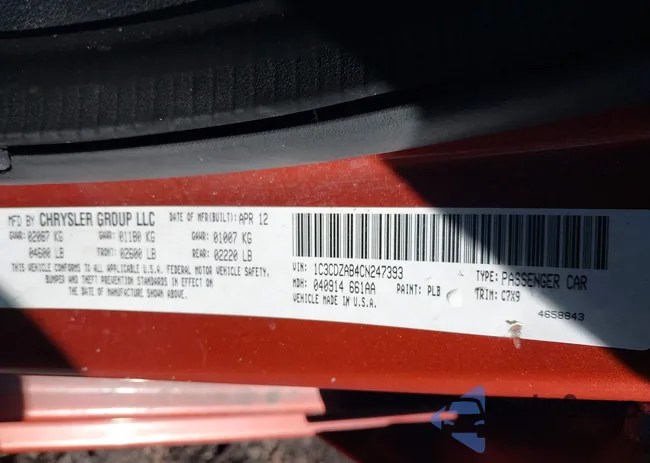 MFD BY CHRYSLER GROUP LLC DATE OF MFR(BUILT): APR 12
GVWR: 02087 KG GAWR: 01180 KG GAWR: 01007 KG
04600 LB FRONT: 02600 LB REAR: 02220 LB
THIS VEHICLE CONFORMS TO ALL APPLICABLE U.S.A. FEDERAL MOTOR VEHICLE SAFETY,
BUMPER AND THEFT PREVENTION STANDARDS IN EFFECT ON
THE DATE OF MANUFACTURE SHOWN ABOVE.
VIN: 1C3CDZAB4CN247393 TYPE: PASSENGER CAR
MDH: 040914 661AA PAINT: PLB TRIM: C7X9
VEHICLE MADE IN U.S.A.
4658843